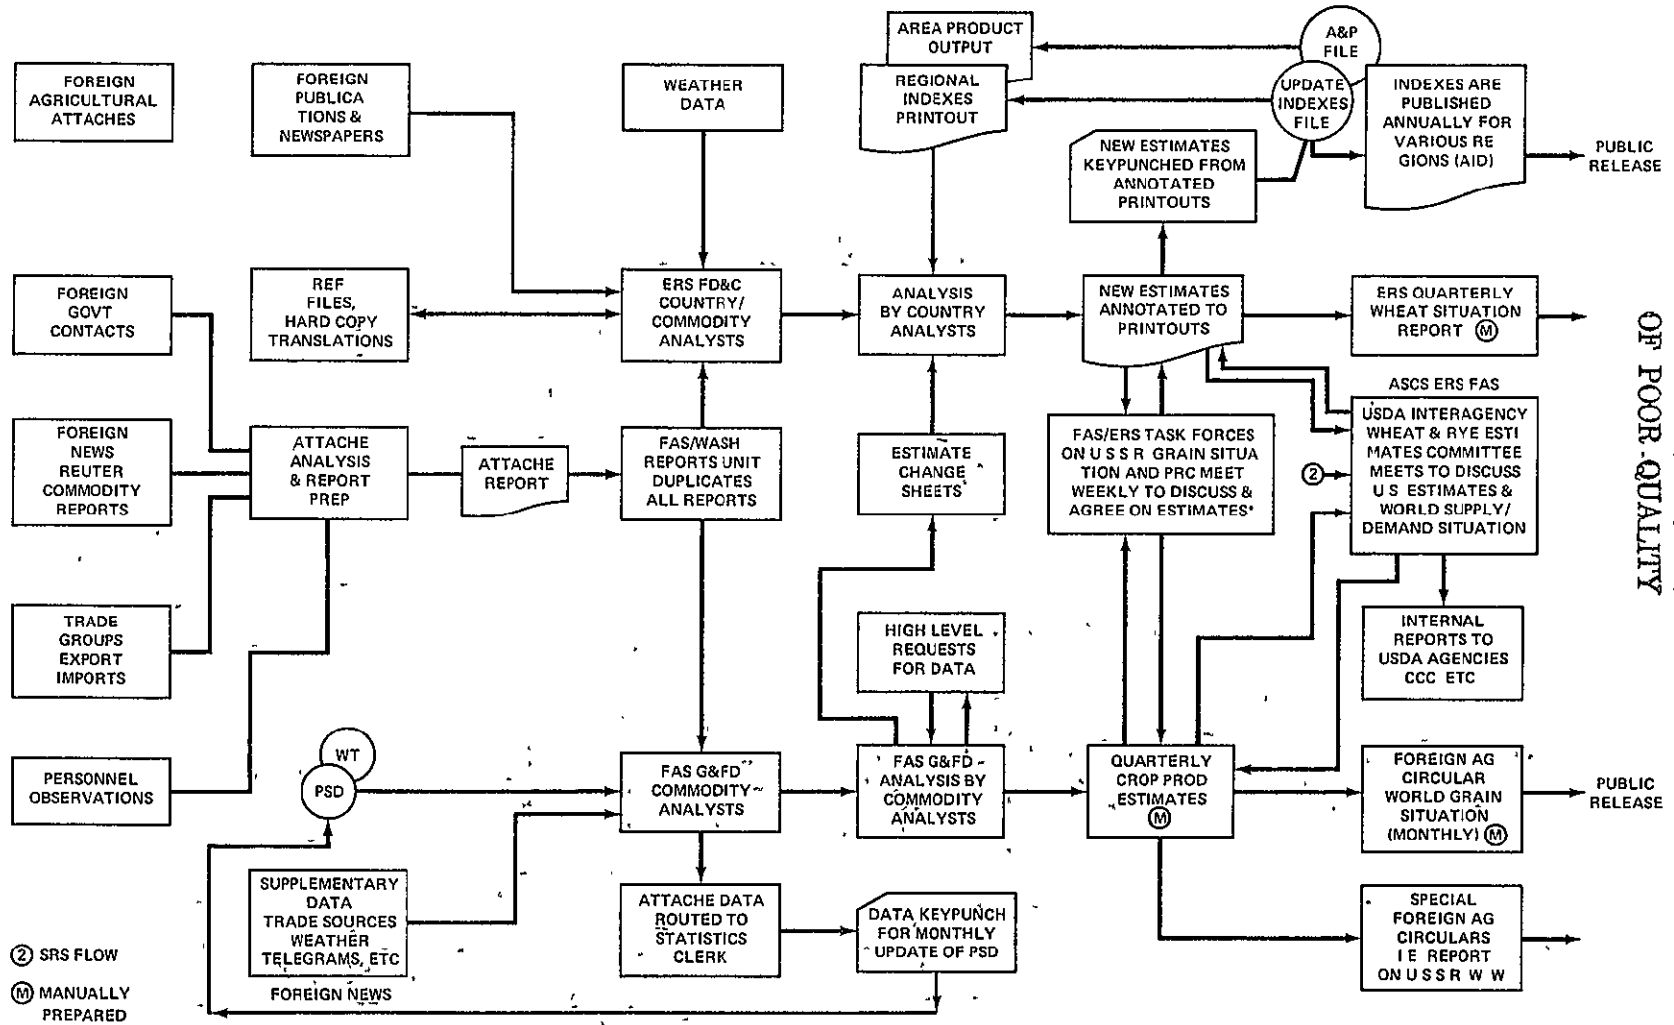 FOREIGN
AGRICULTURAL
ATTACHES
FOREIGN
PUBLICA
TIONS &
NEWSPAPERS
WEATHER
DATA
AREA PRODUCT
OUTPUT
REGIONAL
INDEXES
PRINTOUT
A&P
FILE
UPDATE
INDEXES
FILE
INDEXES ARE
PUBLISHED
ANNUALLY FOR
VARIOUS RE
GIONS (AID)
PUBLIC
RELEASE
NEW ESTIMATES
KEYPUNCHED FROM
ANNOTATED
PRINTOUTS
FOREIGN
GOVT
CONTACTS
REF
FILES,
HARD COPY
TRANSLATIONS
ERS FD&C
COUNTRY/
COMMODITY
ANALYSTS
ANALYSIS
BY COUNTRY
ANALYSTS
NEW ESTIMATES
ANNOTATED TO
PRINTOUTS
ERS QUARTERLY
WHEAT SITUATION
REPORT Ⓜ
OF POOR QUALITY
FOREIGN
NEWS
REUTER
COMMODITY
REPORTS
ATTACHE
ANALYSIS
& REPORT
PREP
ATTACHE
REPORT
FAS/WASH
REPORTS UNIT
DUPLICATES
ALL REPORTS
ESTIMATE
CHANGE
SHEETS
FAS/ERS TASK FORCES
ON U S S R GRAIN SITUA
TION AND PRC MEET
WEEKLY TO DISCUSS &
AGREE ON ESTIMATES*
ASCS ERS FAS
USDA INTERAGENCY
WHEAT & RYE ESTI
MATES COMMITTEE
MEETS TO DISCUSS
U S ESTIMATES &
WORLD SUPPLY/
DEMAND SITUATION
②
TRADE
GROUPS
EXPORT
IMPORTS
HIGH LEVEL
REQUESTS
FOR DATA
INTERNAL
REPORTS TO
USDA AGENCIES
CCC ETC
PERSONNEL
OBSERVATIONS
WT
PSD
FAS G&FD
COMMODITY
ANALYSTS
FAS G&FD
ANALYSIS BY
COMMODITY
ANALYSTS
QUARTERLY
CROP PROD
ESTIMATES
Ⓜ
FOREIGN AG
CIRCULAR
WORLD GRAIN
SITUATION
(MONTHLY) Ⓜ
PUBLIC
RELEASE
SUPPLEMENTARY
DATA
TRADE SOURCES
WEATHER
TELEGRAMS, ETC
FOREIGN NEWS
ATTACHE DATA
ROUTED TO
STATISTICS
CLERK
DATA KEYPUNCH
FOR MONTHLY
UPDATE OF PSD
SPECIAL
FOREIGN AG
CIRCULARS
I E REPORT
ON U S S R W W
② SRS FLOW
Ⓜ MANUALLY
PREPARED